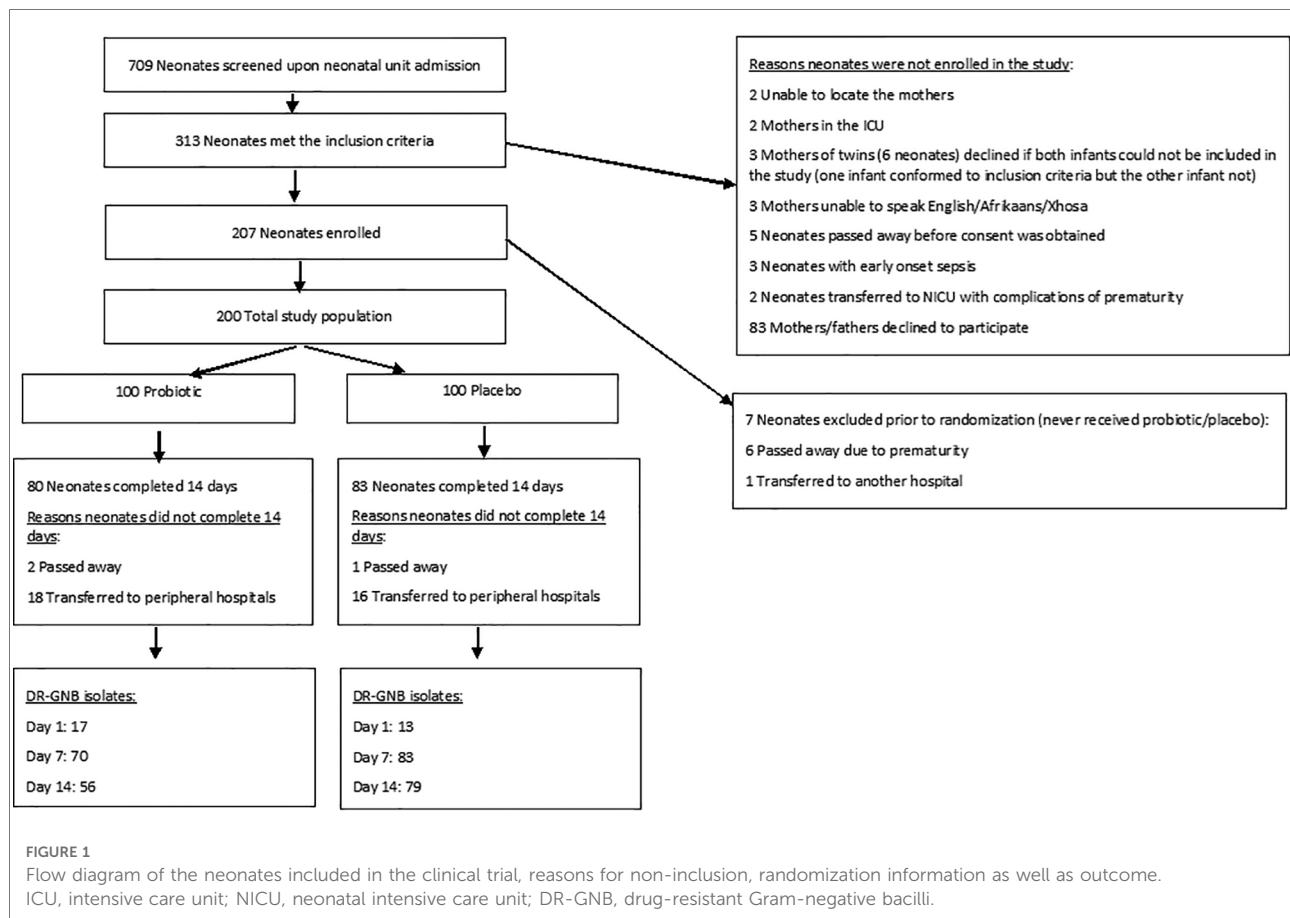 709 Neonates screened upon neonatal unit admission
313 Neonates met the inclusion criteria
207 Neonates enrolled
200 Total study population
100 Probiotic
100 Placebo
80 Neonates completed 14 days
Reasons neonates did not complete 14
days:
2 Passed away
18 Transferred to peripheral hospitals
83 Neonates completed 14 days
Reasons neonates did not complete 14
days:
1 Passed away
16 Transferred to peripheral hospitals
DR-GNB isolates:
Day 1: 17
Day 7: 70
Day 14: 56
DR-GNB isolates:
Day 1: 13
Day 7: 83
Day 14: 79
Reasons neonates were not enrolled in the study:
2 Unable to locate the mothers
2 Mothers in the ICU
3 Mothers of twins (6 neonates) declined if both infants could not be included in
the study (one infant conformed to inclusion criteria but the other infant not)
3 Mothers unable to speak English/Afrikaans/Xhosa
5 Neonates passed away before consent was obtained
3 Neonates with early onset sepsis
2 Neonates transferred to NICU with complications of prematurity
83 Mothers/fathers declined to participate
7 Neonates excluded prior to randomization (never received probiotic/placebo):
6 Passed away due to prematurity
1 Transferred to another hospital
FIGURE 1
Flow diagram of the neonates included in the clinical trial, reasons for non-inclusion, randomization information as well as outcome.
ICU, intensive care unit; NICU, neonatal intensive care unit; DR-GNB, drug-resistant Gram-negative bacilli.